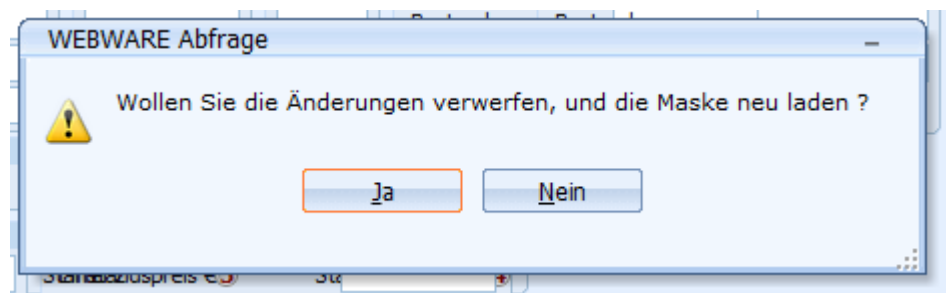 WEBWARE Abfrage
Wollen Sie die Änderungen verwerfen, und die Maske neu laden ?
Ja
Nein